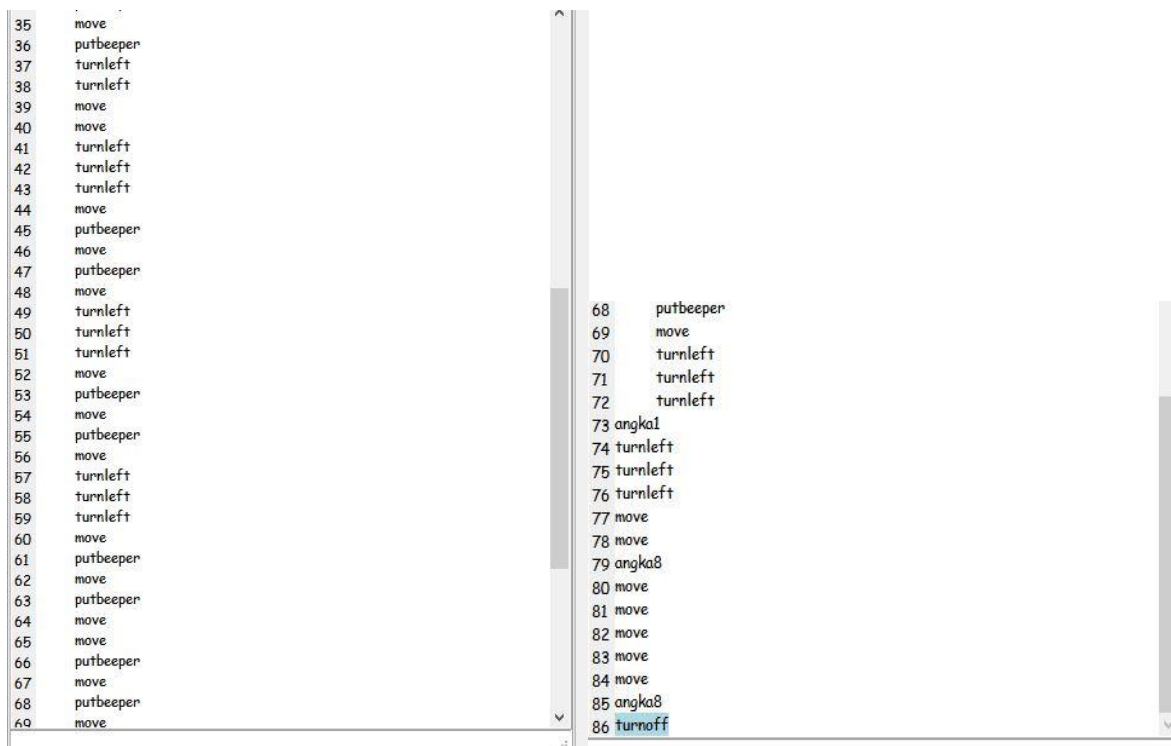 35 move
36 putbeeper
37 turnleft
38 turnleft
39 move
40 move
41 turnleft
42 turnleft
43 turnleft
44 move
45 putbeeper
46 move
47 putbeeper
48 move
49 turnleft
50 turnleft
51 turnleft
52 move
53 putbeeper
54 move
55 putbeeper
56 move
57 turnleft
58 turnleft
59 turnleft
60 move
61 putbeeper
62 move
63 putbeeper
64 move
65 move
66 putbeeper
67 move
68 putbeeper
69 move
68 putbeeper
69 move
70 turnleft
71 turnleft
72 turnleft
73 angka1
74 turnleft
75 turnleft
76 turnleft
77 move
78 move
79 angka8
80 move
81 move
82 move
83 move
84 move
85 angka8
86 turnoff